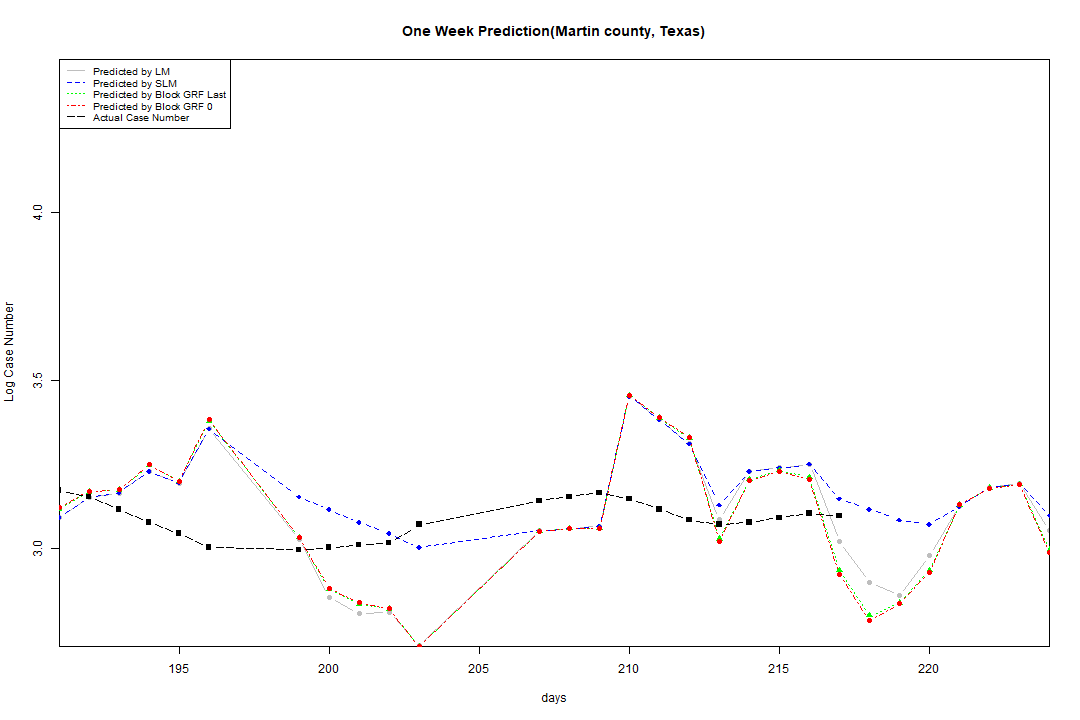 One Week Prediction(Martin county, Texas)
Predicted by LM
Predicted by SLM
Predicted by Block GRF Last
Predicted by Block GRF 0
Actual Case Number
Log Case Number
4.0
3.5
3.0
195 200 205 210 215 220
days